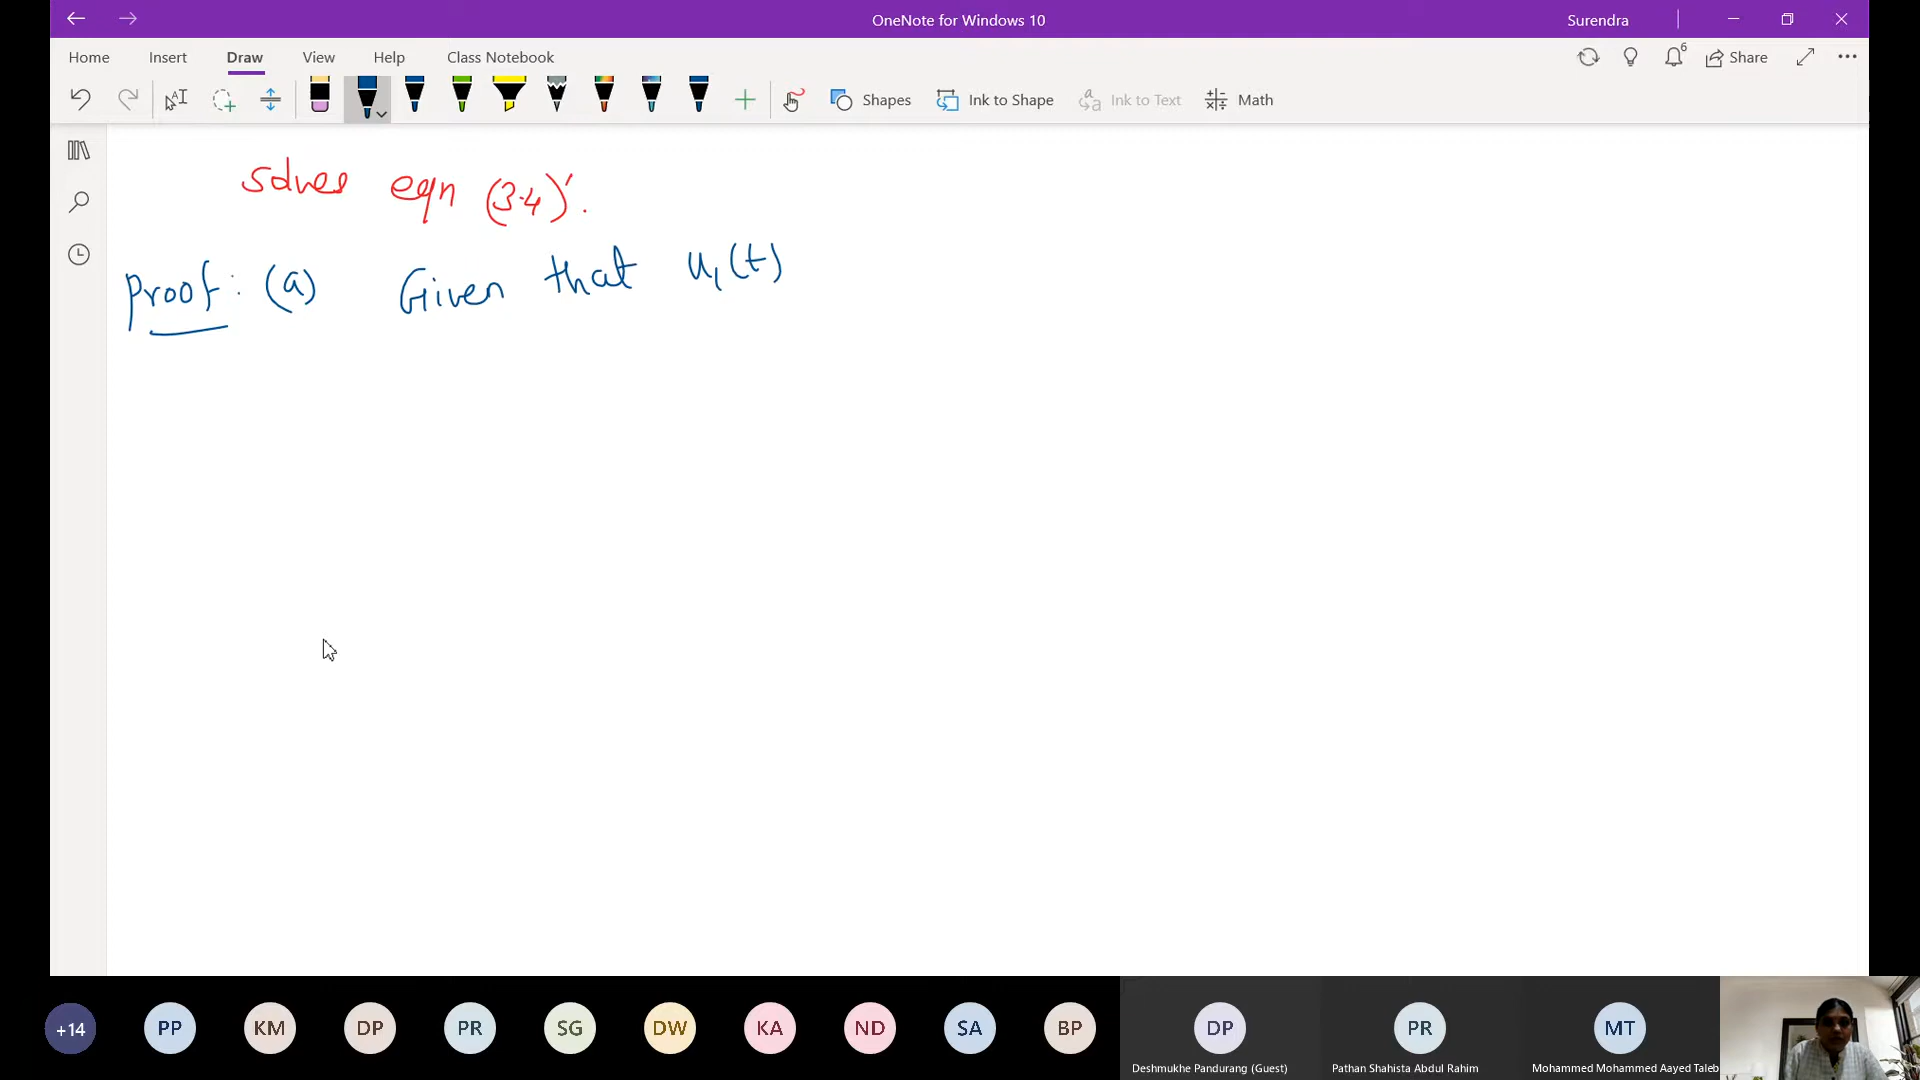 OneNote for Windows 10
Surendra
Home Insert Draw View Help Class Notebook
6
Share
Shapes Ink to Shape Ink to Text Math
solves eqn (3.4)'.
Proof: (a) Given that u₁(t)
+14 PP KM DP PR SG DW KA ND SA BP DP PR MT
Deshmukhe Pandurang (Guest) Pathan Shahista Abdul Rahim Mohammed Mohammed Aayed Taleb